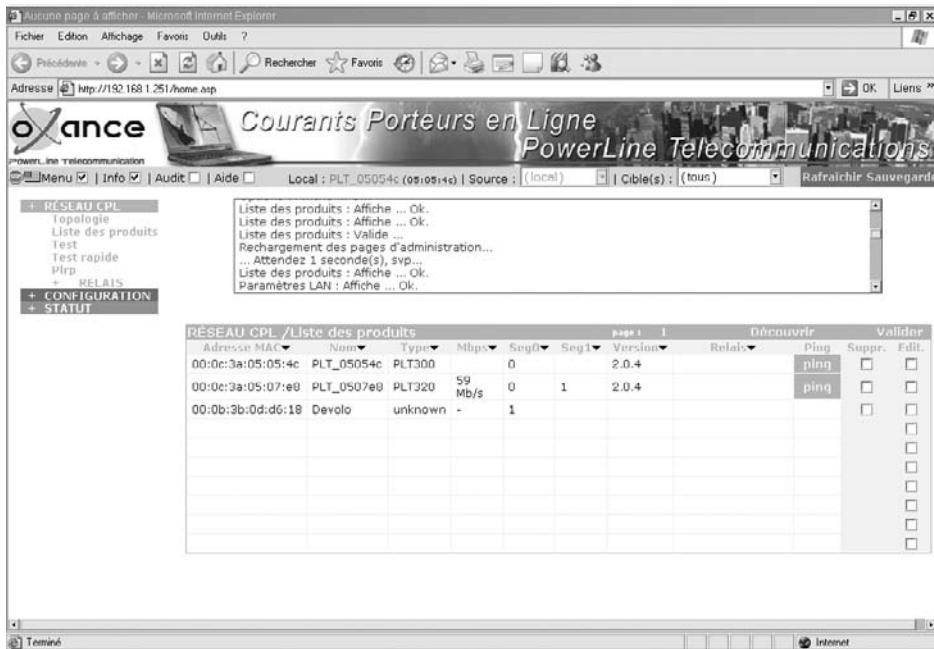 Aucune page à afficher - Microsoft Internet Explorer
Fichier Edition Affichage Favoris Outils ?
Précédente Rechercher Favoris
Adresse http://192.168.1.251/home.asp OK Liens »
oxance Courants Porteurs en Ligne
PowerLine Telecommunications
PowerLine Telecommunication
Menu | Info | Audit | Aide Local : PLT_05054c (05:05:4c) | Source : (local) | Cible(s) : (tous) Rafraichir Sauvegarde
+ RÉSEAU CPL
Topologie
Liste des produits
Test
Test rapide
Plrp
+ RELAIS
+ CONFIGURATION
+ STATUT
Liste des produits : Affiche ... Ok.
Liste des produits : Affiche ... Ok.
Liste des produits : Valide ...
Rechargement des pages d'administration...
... Attendez 1 seconde(s), svp...
Liste des produits : Affiche ... Ok.
Paramètres LAN : Affiche ... Ok.
RÉSEAU CPL /Liste des produits page : 1 Découvrir Valider
Adresse MAC Nom Type Mbps Seg0 Seg1 Version Relais Ping Suppr. Edit.
00:0c:3a:05:05:4c PLT_05054c PLT300 0 2.0.4 ping
00:0c:3a:05:07:e8 PLT_0507e8 PLT320 59 Mb/s 0 1 2.0.4 ping
00:0b:3b:0d:d6:18 Devolo unknown - 1
Terminé Internet